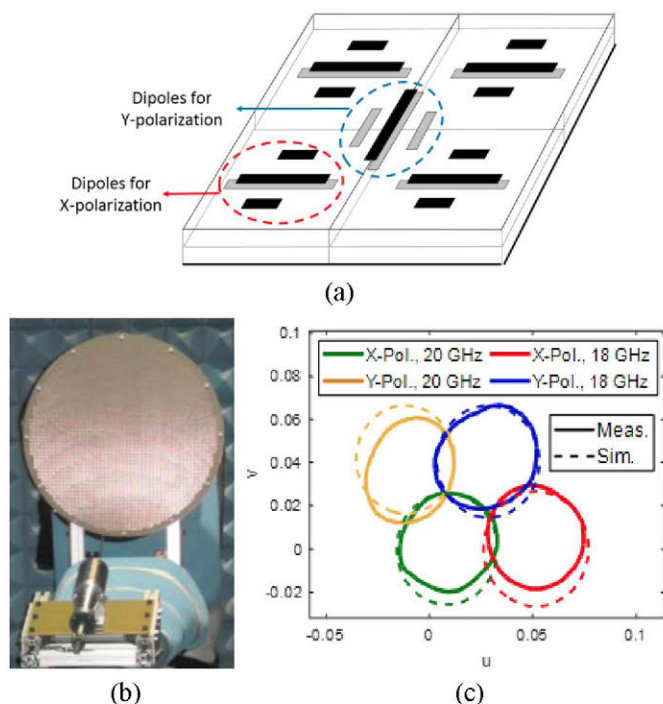 Dipoles for
Y-polarization
Dipoles for
X-polarization
(a)
0.1
X-Pol., 20 GHz X-Pol., 18 GHz
Y-Pol., 20 GHz Y-Pol., 18 GHz
0.08
0.06
Meas.
Sim.
0.04
v
0.02
0
-0.02
-0.05 0 0.05 0.1
u
(b) (c)